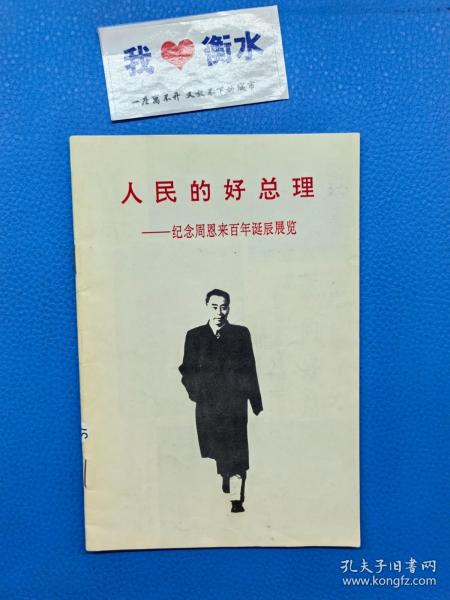 我❤衡水
一座离不开 又放不下的城市
人民的好总理
——纪念周恩来百年诞辰展览
孔夫子旧书网
www.kongfz.com